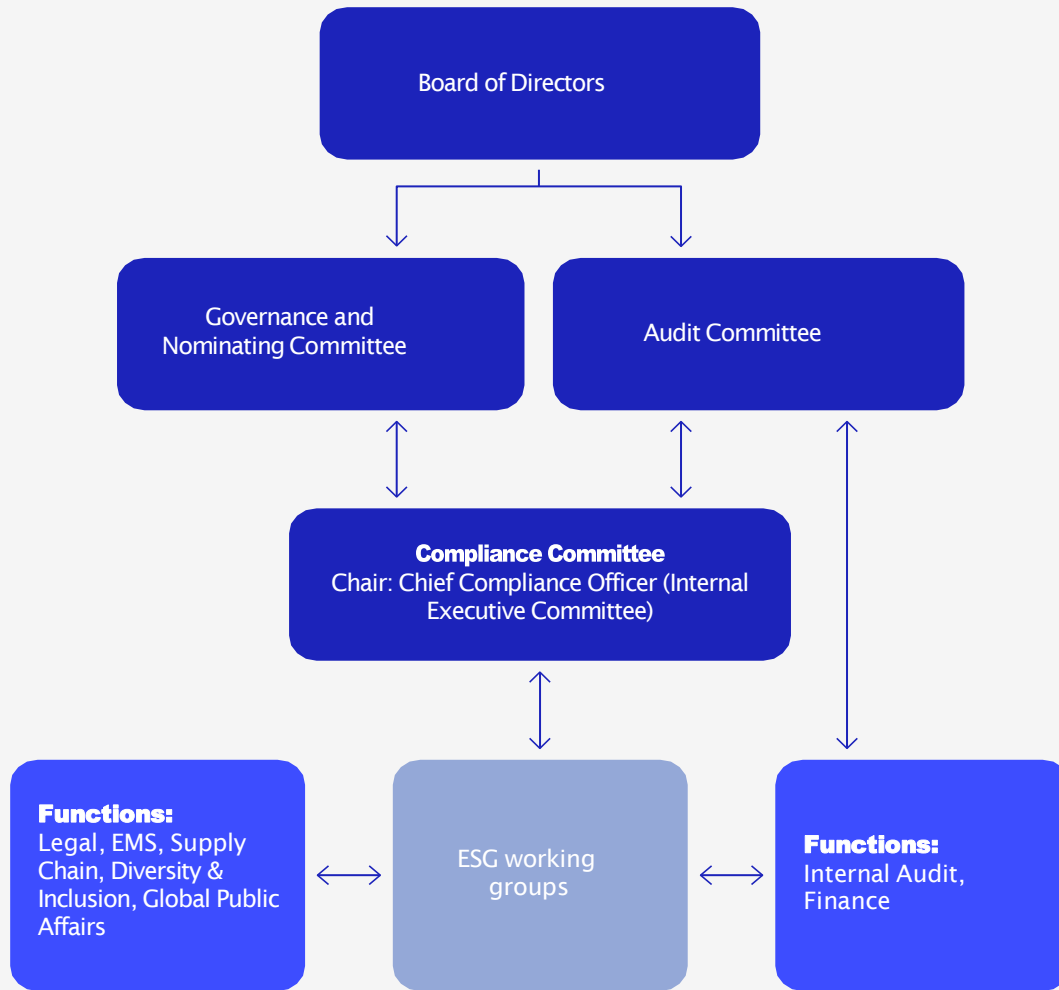 Board of Directors
Governance and
Nominating Committee
Audit Committee
Compliance Committee
Chair: Chief Compliance Officer (Internal
Executive Committee)
Functions:
Legal, EMS, Supply
Chain, Diversity &
Inclusion, Global Public
Affairs
ESG working
groups
Functions:
Internal Audit,
Finance